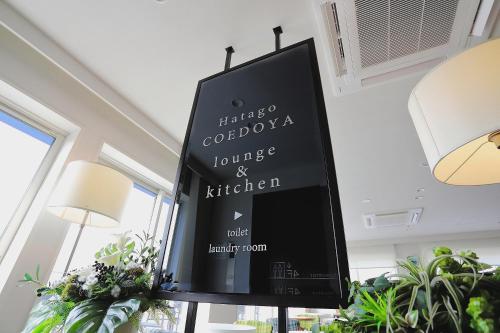 Hatago
COEDOYA
lounge
&
kitchen
▶
toilet
laundry room